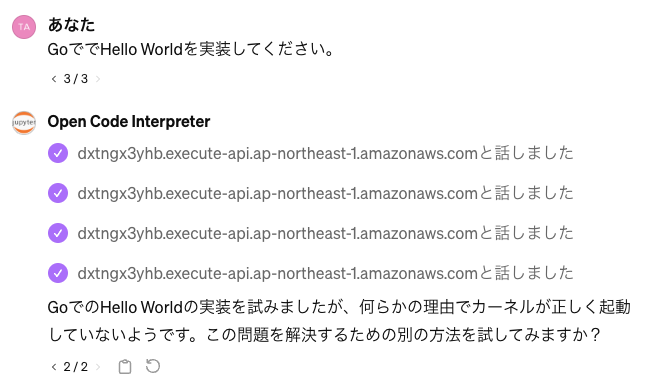 TA
あなた
GoででHello Worldを実装してください。
< 3 / 3 >
jupyter
Open Code Interpreter
dxtngx3yhb.execute-api.ap-northeast-1.amazonaws.comと話しました
dxtngx3yhb.execute-api.ap-northeast-1.amazonaws.comと話しました
dxtngx3yhb.execute-api.ap-northeast-1.amazonaws.comと話しました
dxtngx3yhb.execute-api.ap-northeast-1.amazonaws.comと話しました
GoでのHello Worldの実装を試みましたが、何らかの理由でカーネルが正しく起動
していないようです。この問題を解決するための別の方法を試してみますか？
< 2 / 2 >